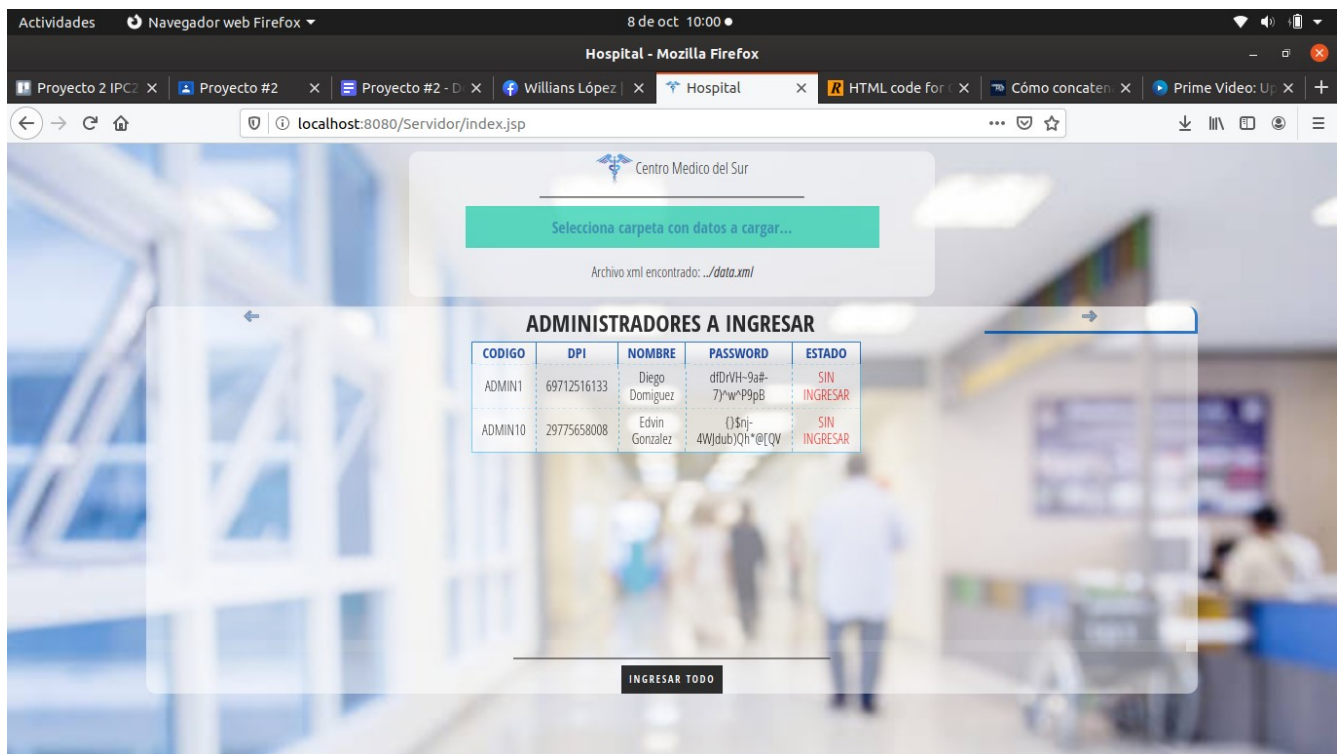 Actividades Navegador web Firefox 8 de oct 10:00
Hospital - Mozilla Firefox
Proyecto 2 IPC2 Proyecto #2 Proyecto #2 - Do Willians López | Hospital HTML code for C Cómo concaten Prime Video: Up
localhost:8080/Servidor/index.jsp
Centro Medico del Sur
Selecciona carpeta con datos a cargar...
Archivo xml encontrado: ../data.xml
ADMINISTRADORES A INGRESAR
CODIGO DPI NOMBRE PASSWORD ESTADO
ADMIN1 69712516133 Diego Domiguez dfDrVH~9a#-7)^w^P9pB SIN INGRESAR
ADMIN10 29775658008 Edvin Gonzalez {)$nj-4WJdub)Qh*@[QV SIN INGRESAR
INGRESAR TODO